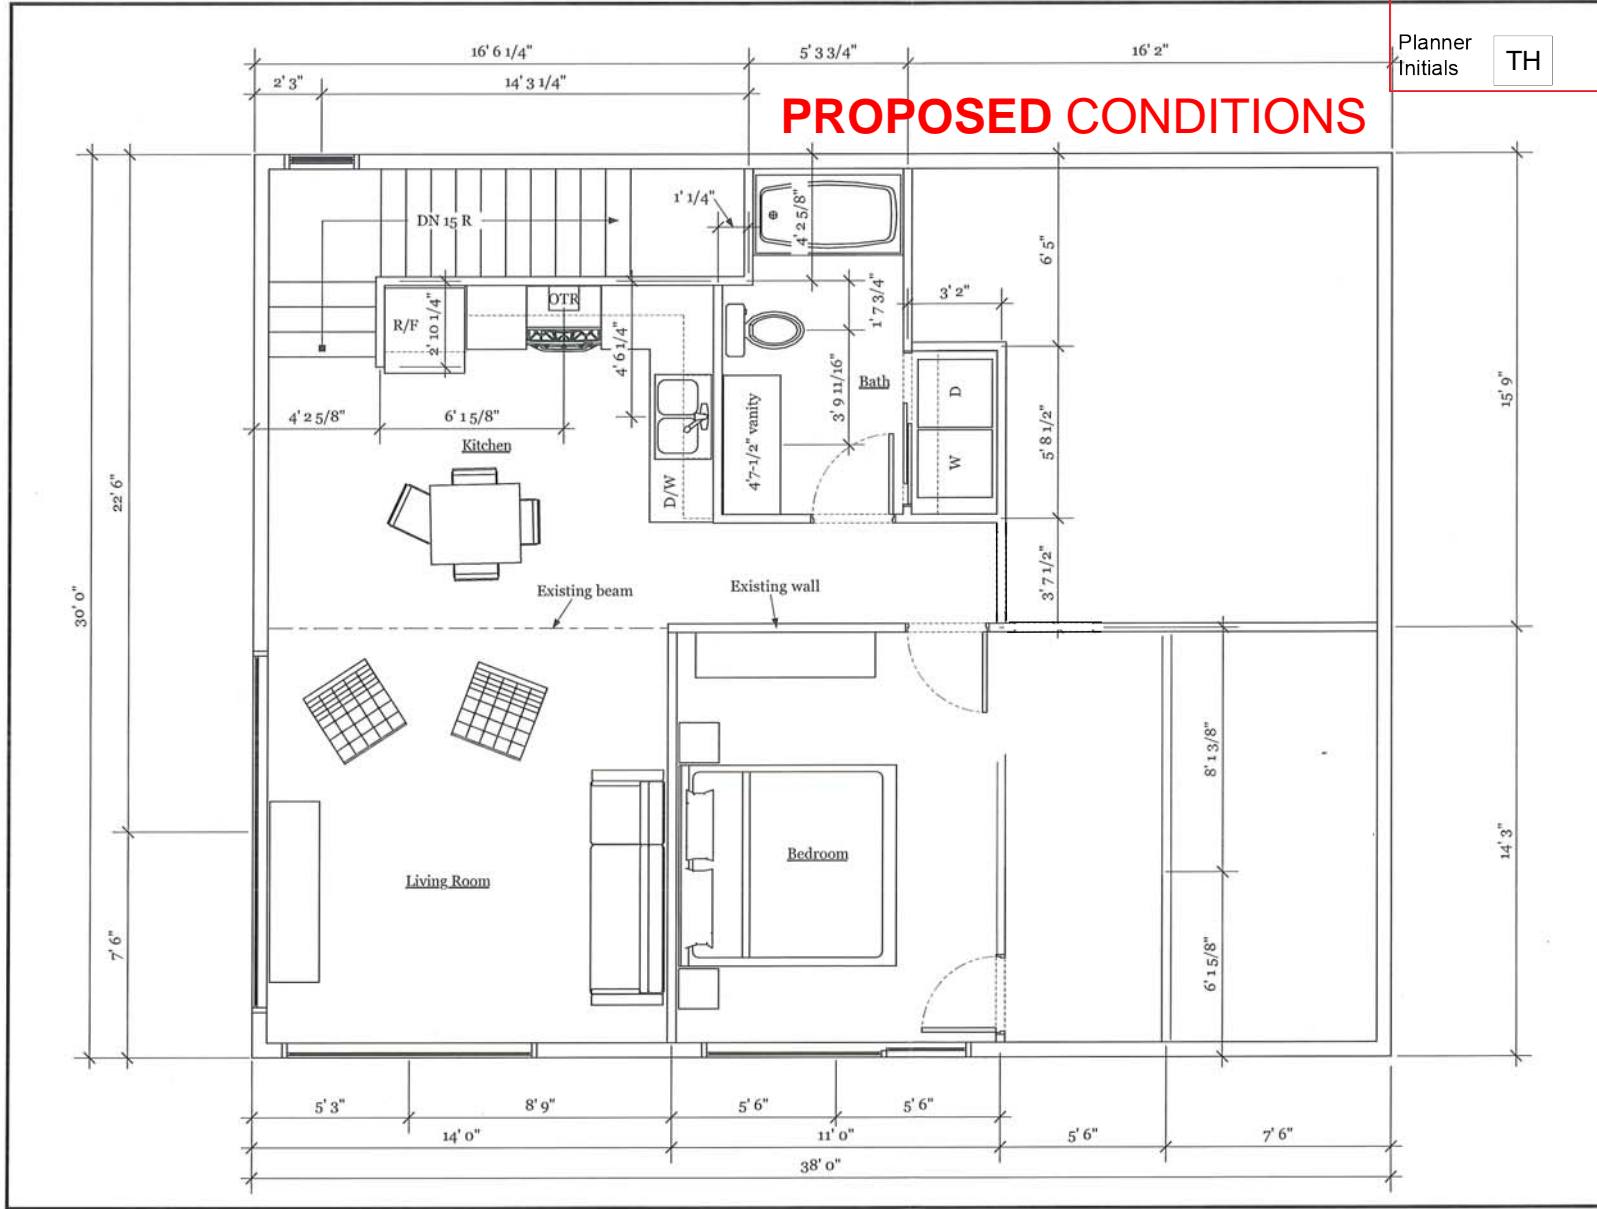 Planner
Initials
TH
16' 6 1/4"
5' 3 3/4"
16' 2"
2' 3"
14' 3 1/4"
PROPOSED CONDITIONS
DN 15 R
1' 1/4"
4' 2 5/8"
6' 5"
3' 2"
1' 7 3/4"
OTR
R/F
2' 10 1/4"
4' 6 1/4"
3' 9 11/16"
Bath
D
W
5' 8 1/2"
15' 9"
4' 2 5/8"
6' 1 5/8"
Kitchen
4'7-1/2" vanity
D/W
22' 6"
30' 0"
3' 7 1/2"
Existing beam
Existing wall
8' 1 3/8"
14' 3"
Bedroom
Living Room
7' 6"
6' 1 5/8"
5' 3"
8' 9"
5' 6"
5' 6"
14' 0"
11' 0"
5' 6"
7' 6"
38' 0"